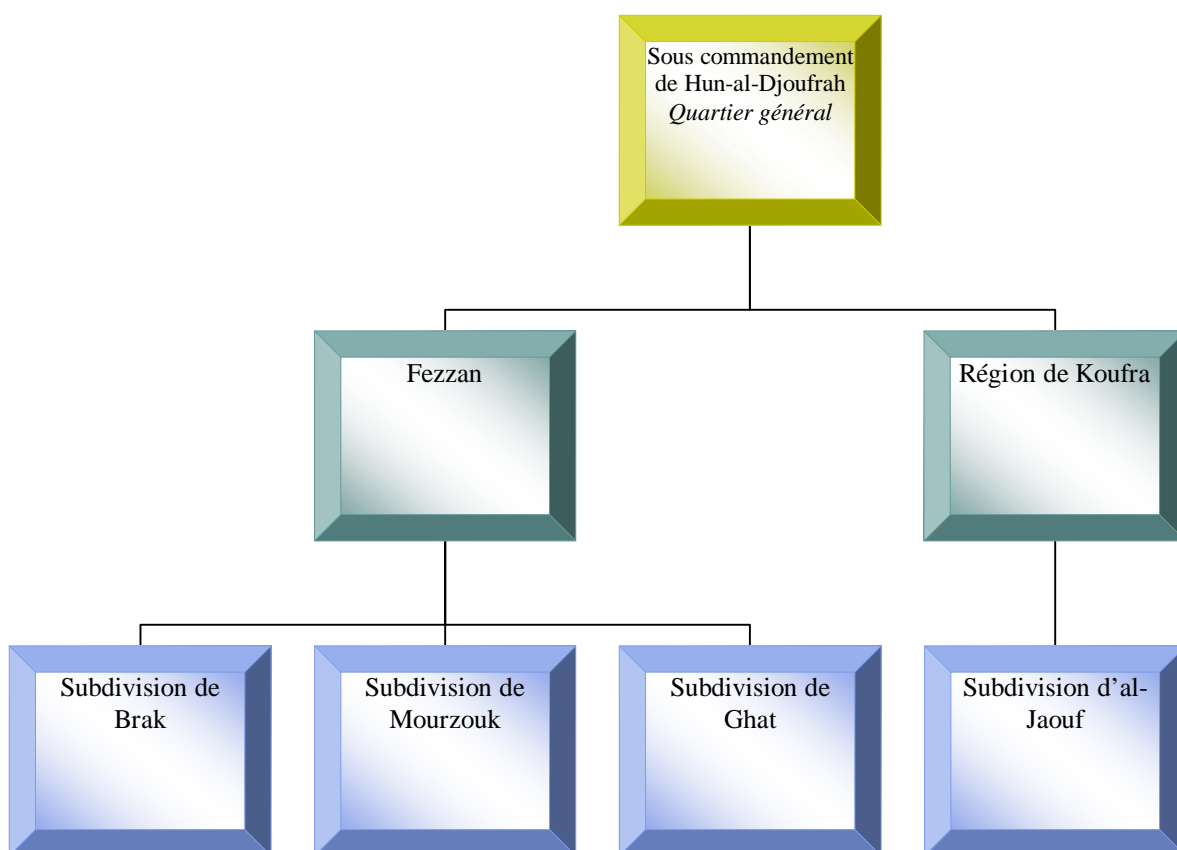 Sous commandement
de Hun-al-Djoufrah
Quartier général
Fezzan
Région de Koufra
Subdivision de
Brak
Subdivision de
Mourzouk
Subdivision de
Ghat
Subdivision d’al-
Jaouf